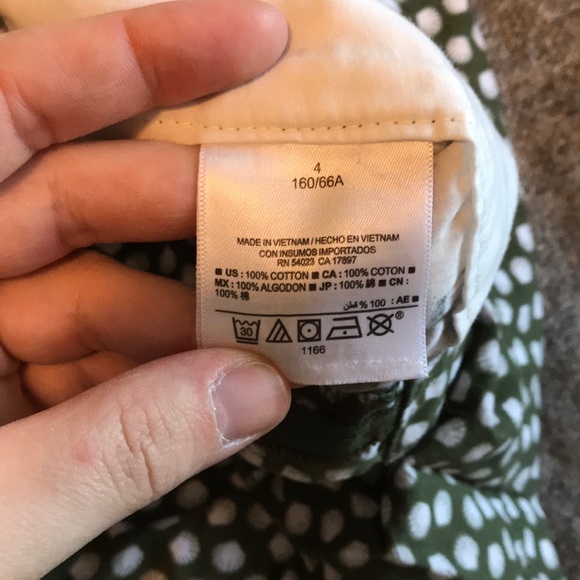 4
160/66A
MADE IN VIETNAM / HECHO EN VIETNAM
CON INSUMOS IMPORTADOS
RN 54023 CA 17897
■ US : 100% COTTON ■ CA : 100% COTON ■
MX : 100% ALGODON ■ JP : 100% 綿 ■ CN :
100% 棉
■ AE : 100 % قطن
30 ®
1166